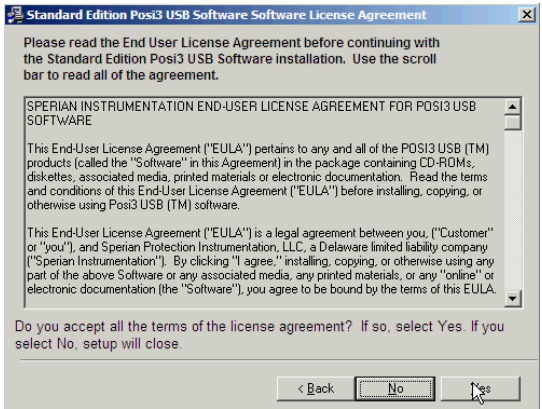 Standard Edition Posi3 USB Software Software License Agreement
Please read the End User License Agreement before continuing with
the Standard Edition Posi3 USB Software installation. Use the scroll
bar to read all of the agreement.
SPERIAN INSTRUMENTATION END-USER LICENSE AGREEMENT FOR POSI3 USB
SOFTWARE
This End-User License Agreement ("EULA") pertains to any and all of the POSI3 USB (TM)
products (called the "Software" in this Agreement) in the package containing CD-ROMs,
diskettes, associated media, printed materials or electronic documentation. Read the terms
and conditions of this End-User License Agreement ("EULA") before installing, copying, or
otherwise using Posi3 USB (TM) software.
This End-User License Agreement ("EULA") is a legal agreement between you, ("Customer"
or "you"), and Sperian Protection Instrumentation, LLC, a Delaware limited liability company
("Sperian Instrumentation"). By clicking "I agree," installing, copying, or otherwise using any
part of the above Software or any associated media, any printed materials, or any "online" or
electronic documentation (the "Software"), you agree to be bound by the terms of this EULA.
Do you accept all the terms of the license agreement? If so, select Yes. If you
select No, setup will close.
< Back No Yes